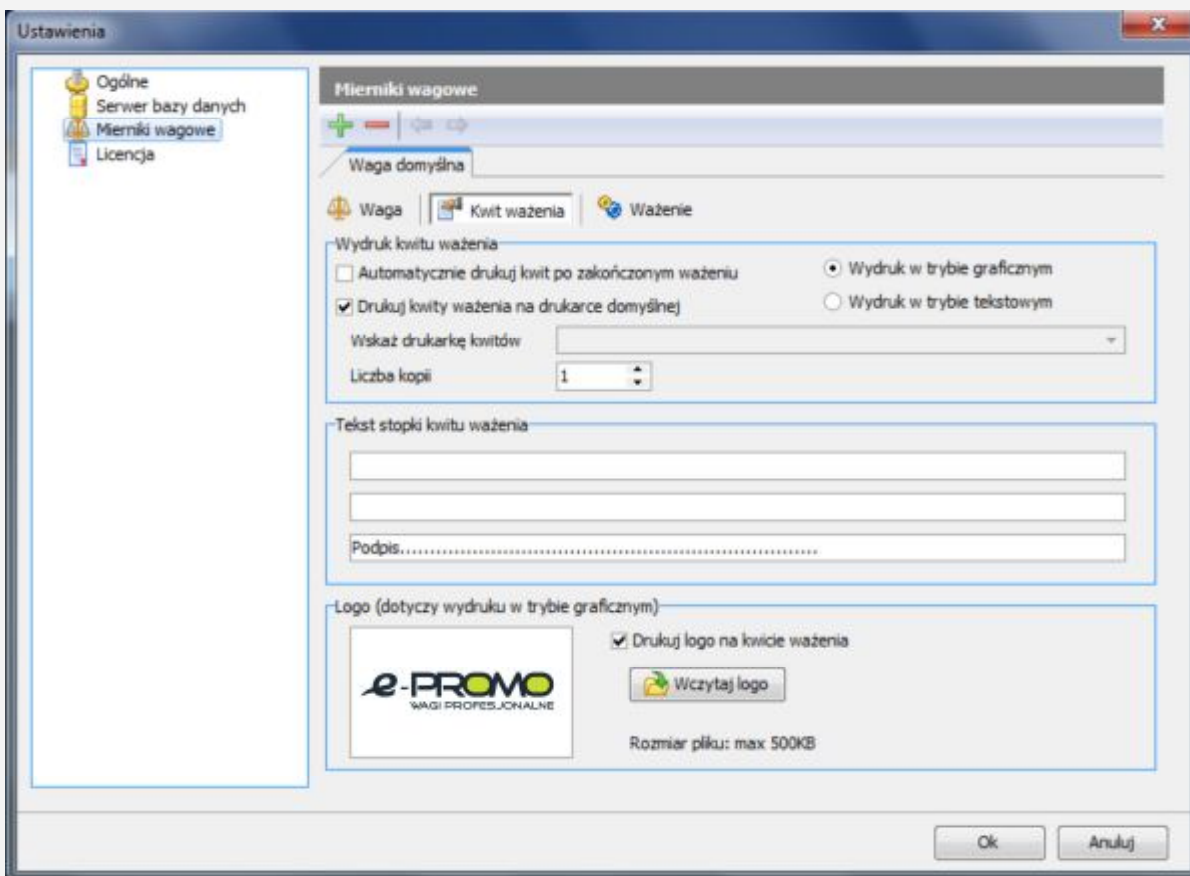 Ustawienia
Ogólne
Serwer bazy danych
Mierniki wagowe
Licencja
Mierniki wagowe
Waga domyślna
Waga
Kwit ważenia
Ważenie
Wydruk kwitu ważenia
Automatycznie drukuj kwit po zakończonym ważeniu
Wydruk w trybie graficznym
Drukuj kwity ważenia na drukarce domyślnej
Wydruk w trybie tekstowym
Wskaż drukarkę kwitów
Liczba kopii
1
Tekst stopki kwitu ważenia
Podpis......................................................................
Logo (dotyczy wydruku w trybie graficznym)
e-PROMO
WAGI PROFESJONALNE
Drukuj logo na kwicie ważenia
Wczytaj logo
Rozmiar pliku: max 500KB
Ok
Anuluj